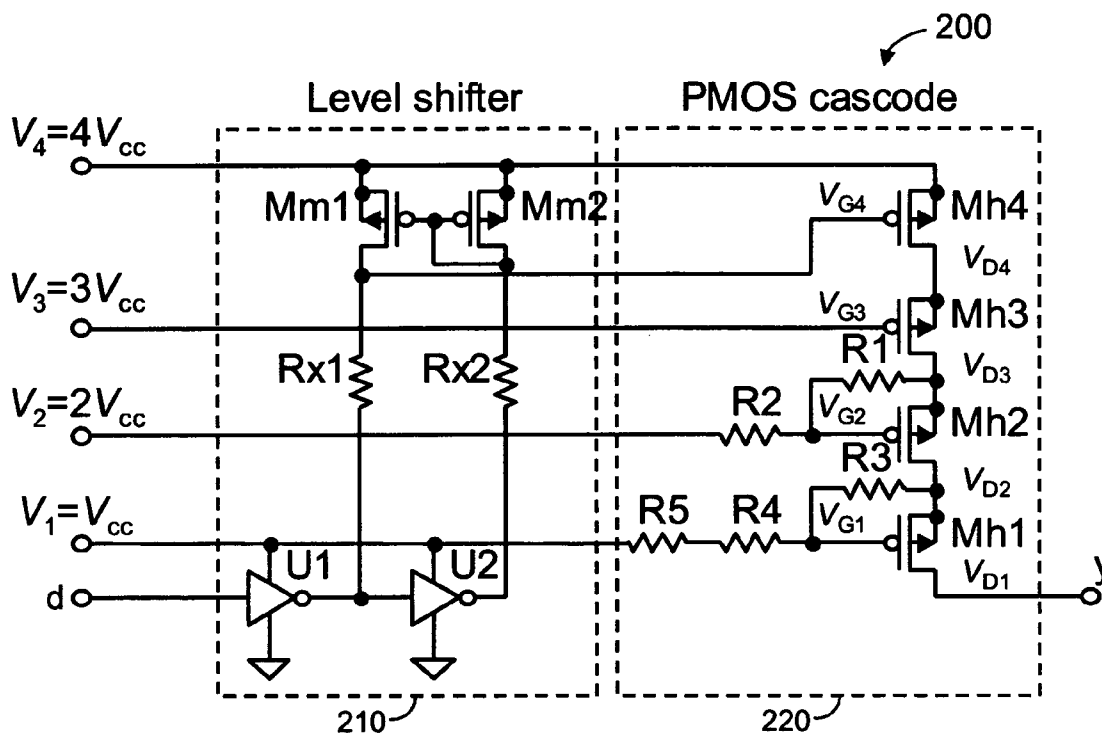 200
Level shifter
PMOS cascode
V4=4Vcc
Mm1
Mm2
VG4
Mh4
VD4
V3=3Vcc
VG3
Mh3
R1
Rx1
Rx2
VD3
V2=2Vcc
R2
VG2
Mh2
R3
VD2
V1=Vcc
R5
R4
VG1
Mh1
U1
U2
VD1
y
d
210
220